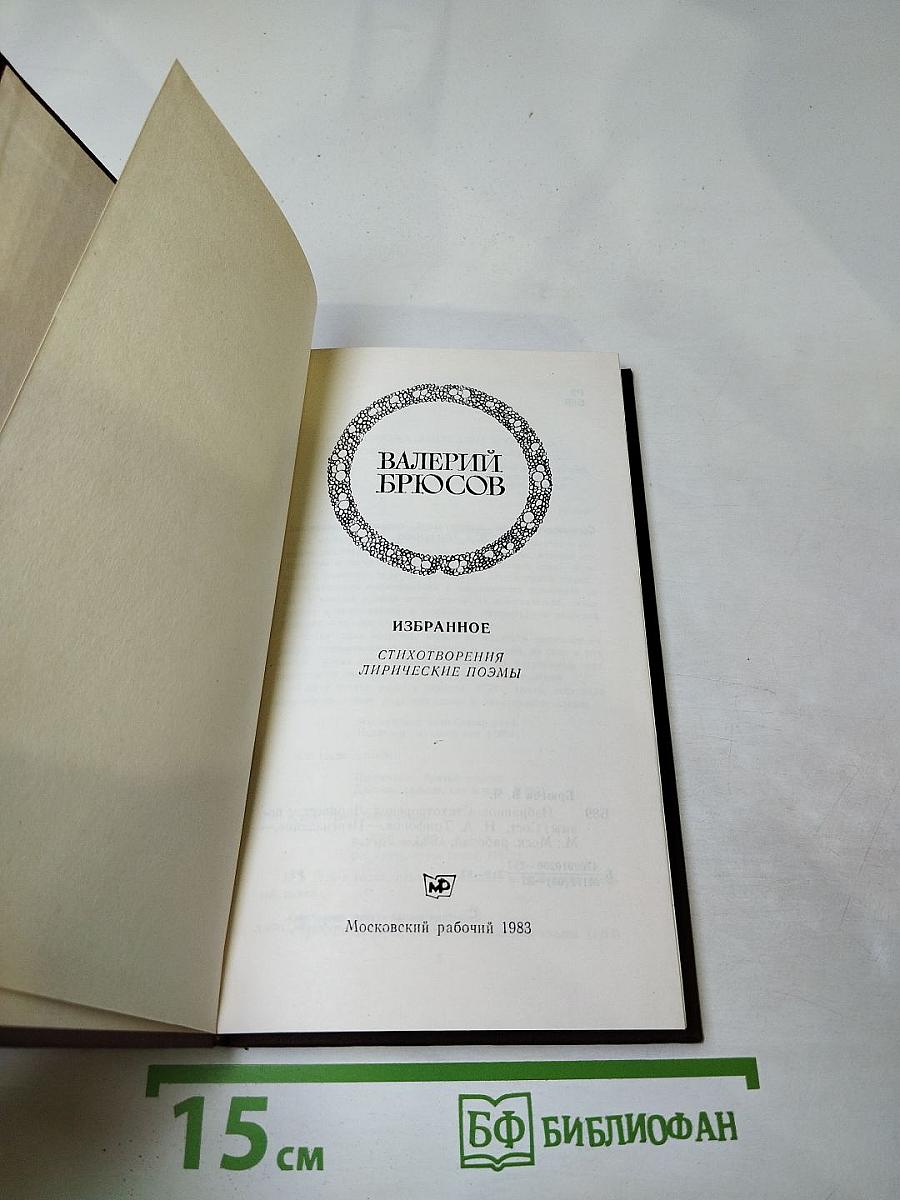 ВАЛЕРИЙ
БРЮСОВ
ИЗБРАННОЕ
СТИХОТВОРЕНИЯ
ЛИРИЧЕСКИЕ ПОЭМЫ
МР
Московский рабочий 1983
15 см
БФ БИБЛИОФАН